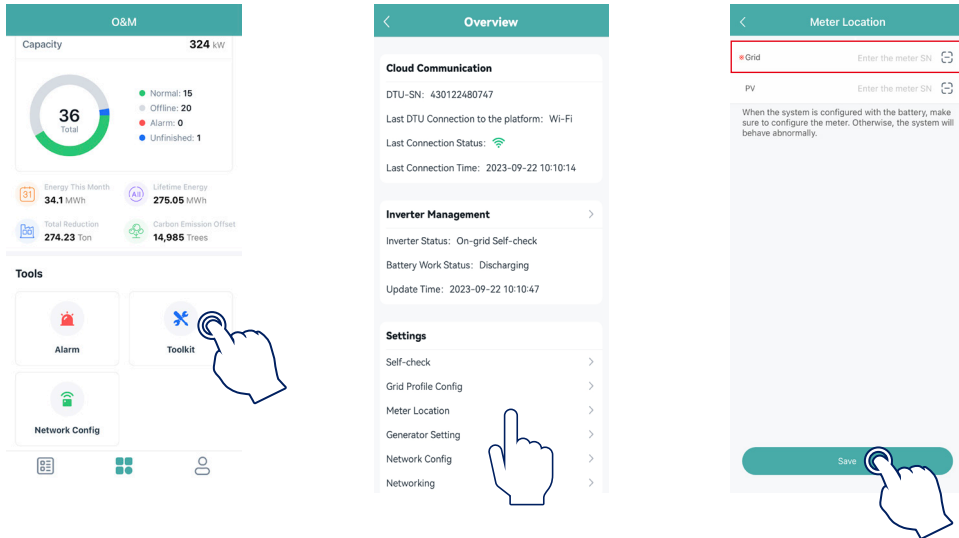 O&M
Capacity 324 kW
36
Total
Normal: 15
Offline: 20
Alarm: 0
Unfinished: 1
31
Energy This Month
34.1 MWh
All
Lifetime Energy
275.05 MWh
Total Reduction
274.23 Ton
Carbon Emission Offset
14,985 Trees
Tools
Alarm
Toolkit
Network Config
Overview
Cloud Communication
DTU-SN: 430122480747
Last DTU Connection to the platform: Wi-Fi
Last Connection Status:
Last Connection Time: 2023-09-22 10:10:14
Inverter Management
Inverter Status: On-grid Self-check
Battery Work Status: Discharging
Update Time: 2023-09-22 10:10:47
Settings
Self-check
Grid Profile Config
Meter Location
Generator Setting
Network Config
Networking
Meter Location
※Grid Enter the meter SN
PV Enter the meter SN
When the system is configured with the battery, make
sure to configure the meter. Otherwise, the system will
behave abnormally.
Save